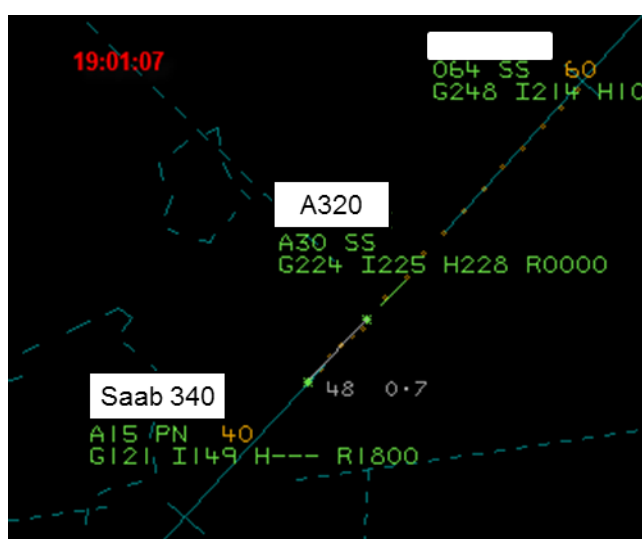 19:01:07
064 SS 60
G248 I214 H10
A320
A30 SS
G224 I225 H228 R0000
48 0·7
Saab 340
A15 PN 40
G121 I149 H--- R1800